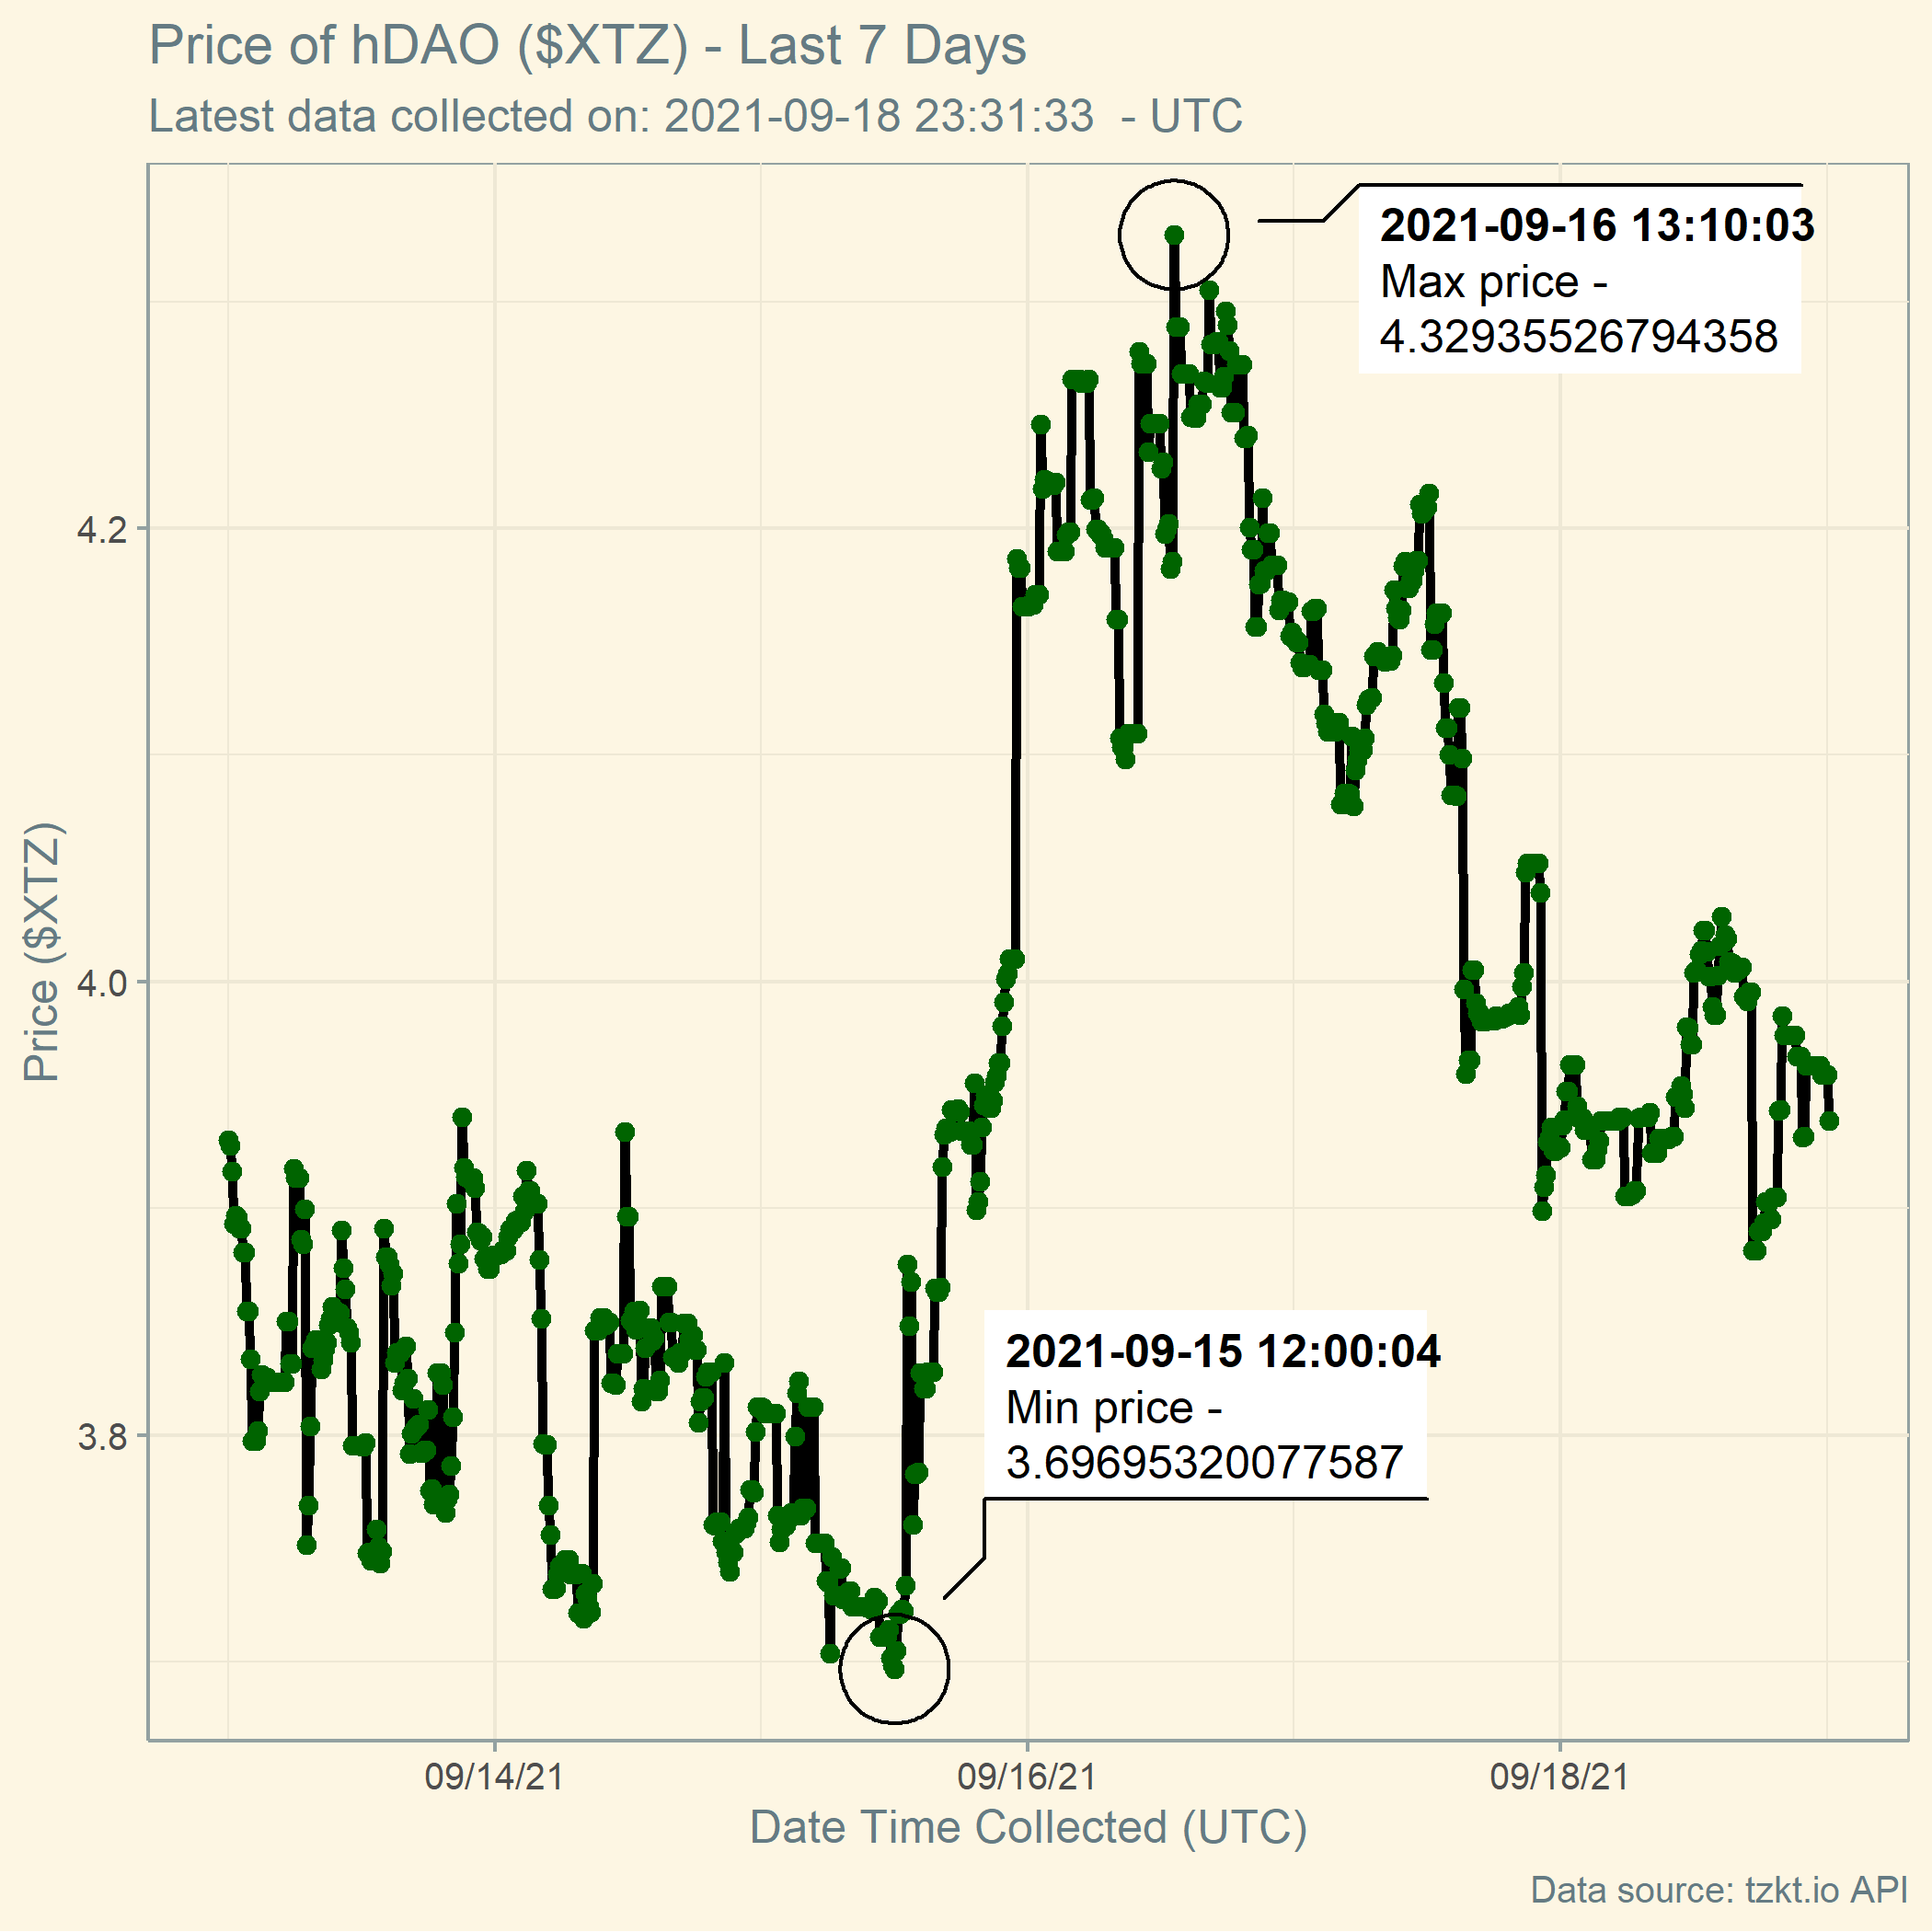 Price of hDAO ($XTZ) - Last 7 Days
Latest data collected on: 2021-09-18 23:31:33  - UTC
2021-09-16 13:10:03
Max price -
4.32935526794358
4.2
Price ($XTZ)
4.0
2021-09-15 12:00:04
Min price -
3.69695320077587
3.8
09/14/21
09/16/21
09/18/21
Date Time Collected (UTC)
Data source: tzkt.io API